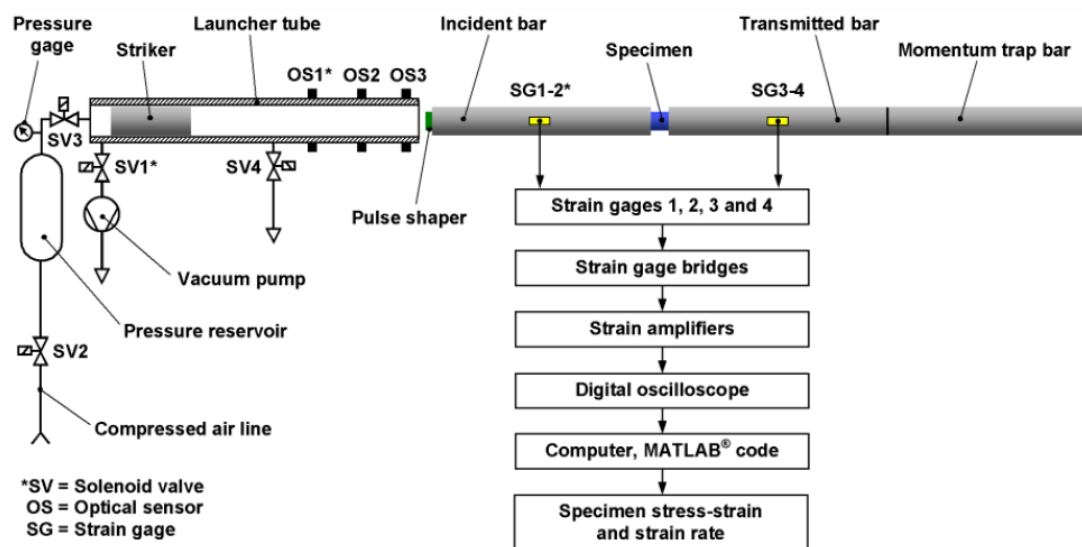 Pressure
gage
Striker
Launcher tube
Incident bar
Specimen
Transmitted bar
Momentum trap bar
OS1* OS2 OS3
SG1-2*
SG3-4
SV3
SV1*
SV4
Pulse shaper
Vacuum pump
Pressure reservoir
SV2
Compressed air line
Strain gages 1, 2, 3 and 4
Strain gage bridges
Strain amplifiers
Digital oscilloscope
Computer, MATLAB® code
Specimen stress-strain
and strain rate
*SV = Solenoid valve
OS = Optical sensor
SG = Strain gage